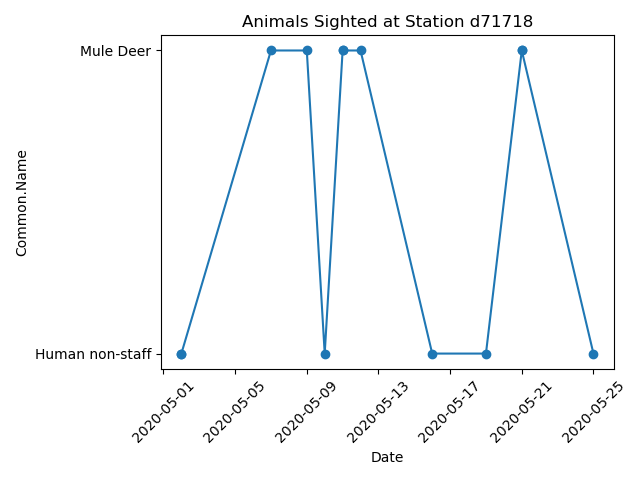 Animals Sighted at Station d71718
Mule Deer
Common.Name
Human non-staff
2020-05-01
2020-05-05
2020-05-09
2020-05-13
2020-05-17
2020-05-21
2020-05-25
Date